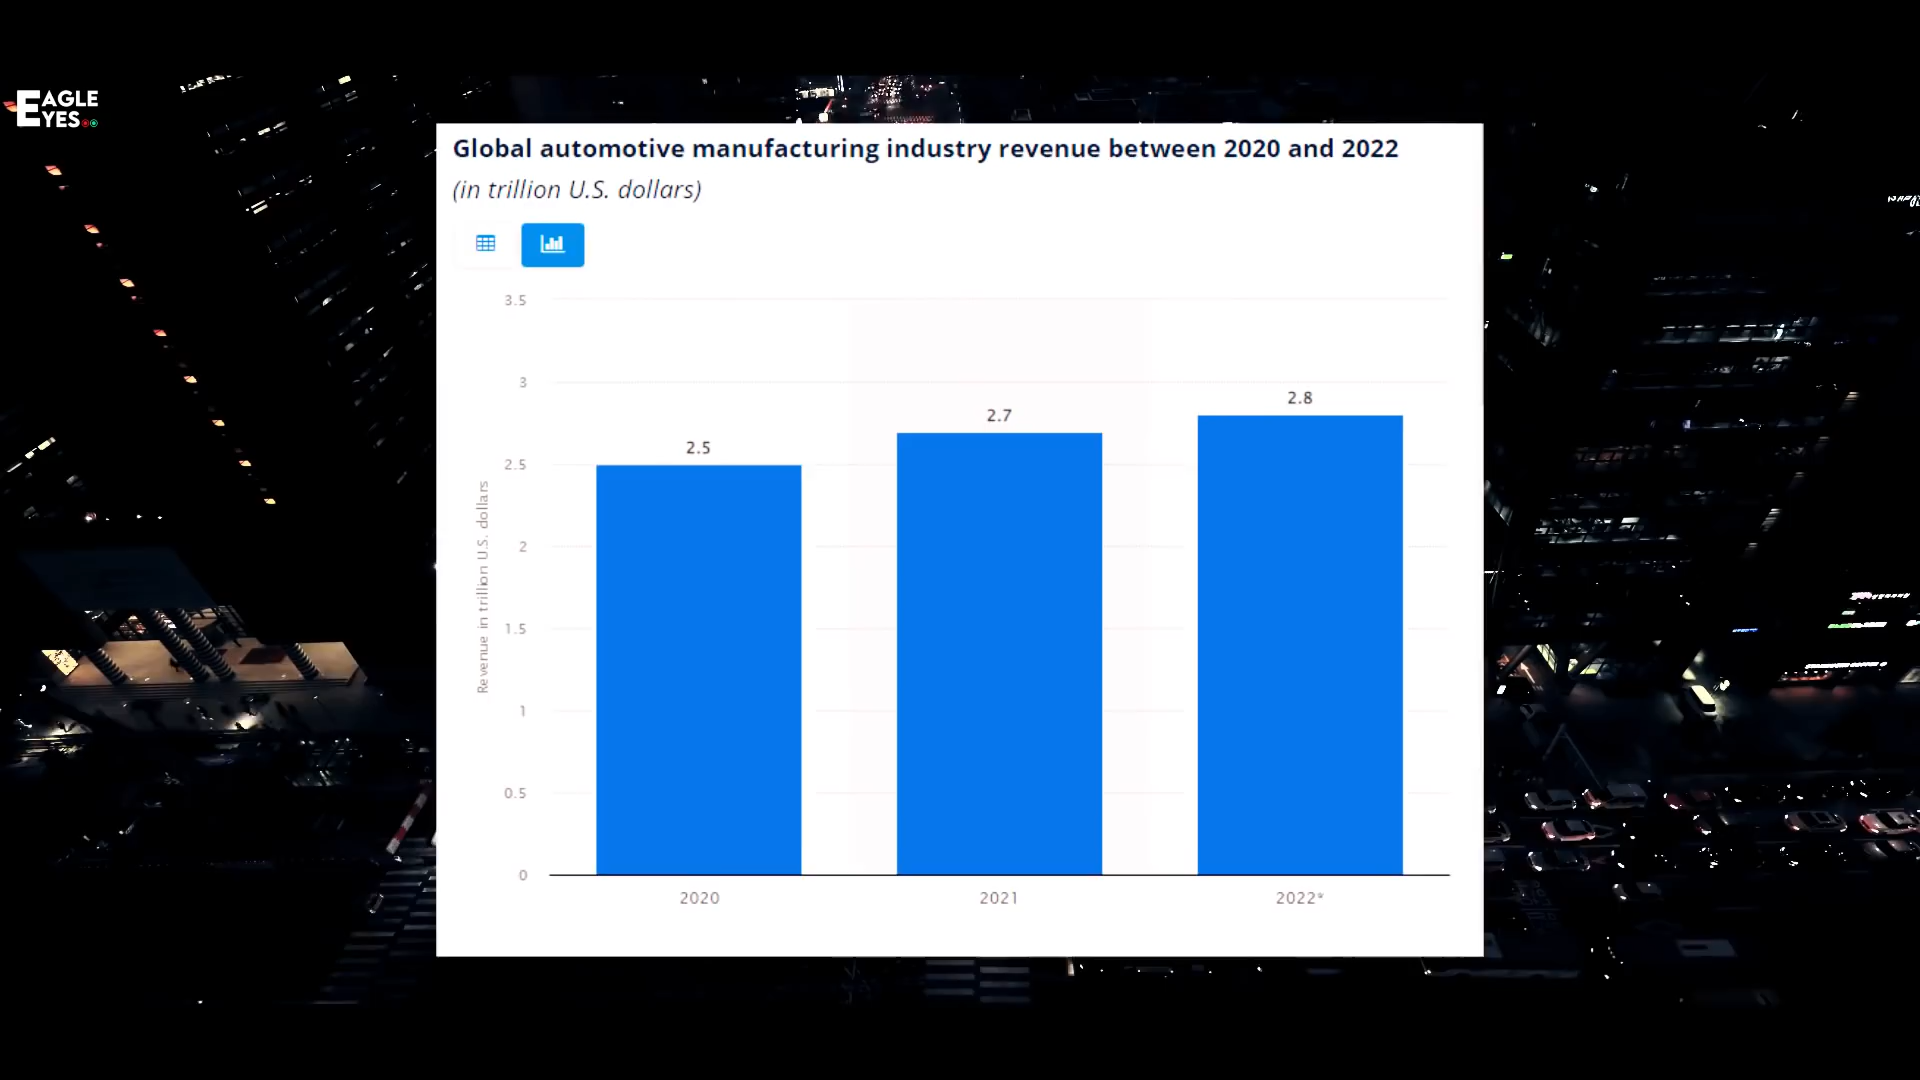 EAGLE
EYES
Global automotive manufacturing industry revenue between 2020 and 2022
(in trillion U.S. dollars)
3.5
3
2.5
2
1.5
1
0.5
0
Revenue in trillion U.S. dollars
2.5
2.7
2.8
2020
2021
2022*